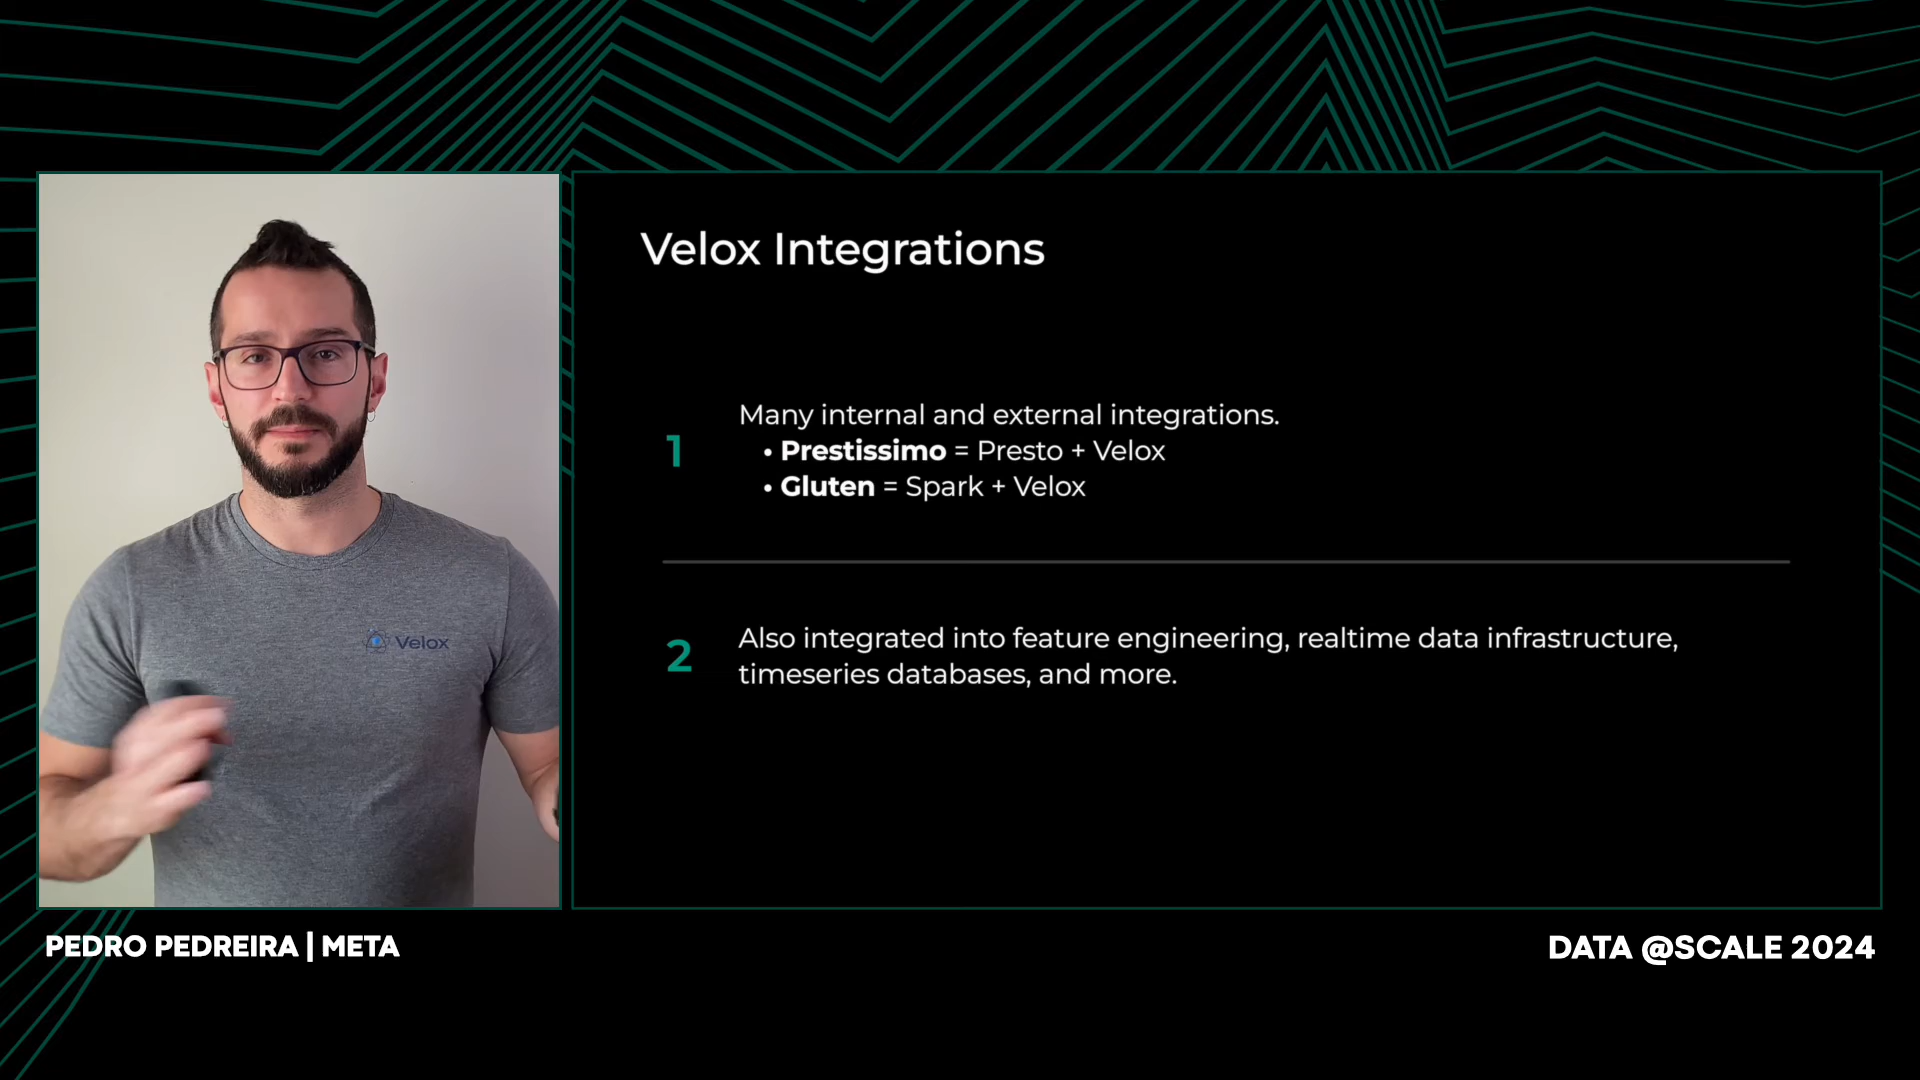 Velox Integrations
1
Many internal and external integrations.
• Prestissimo = Presto + Velox
• Gluten = Spark + Velox
2
Also integrated into feature engineering, realtime data infrastructure,
timeseries databases, and more.
Velox
PEDRO PEDREIRA | META
DATA @SCALE 2024